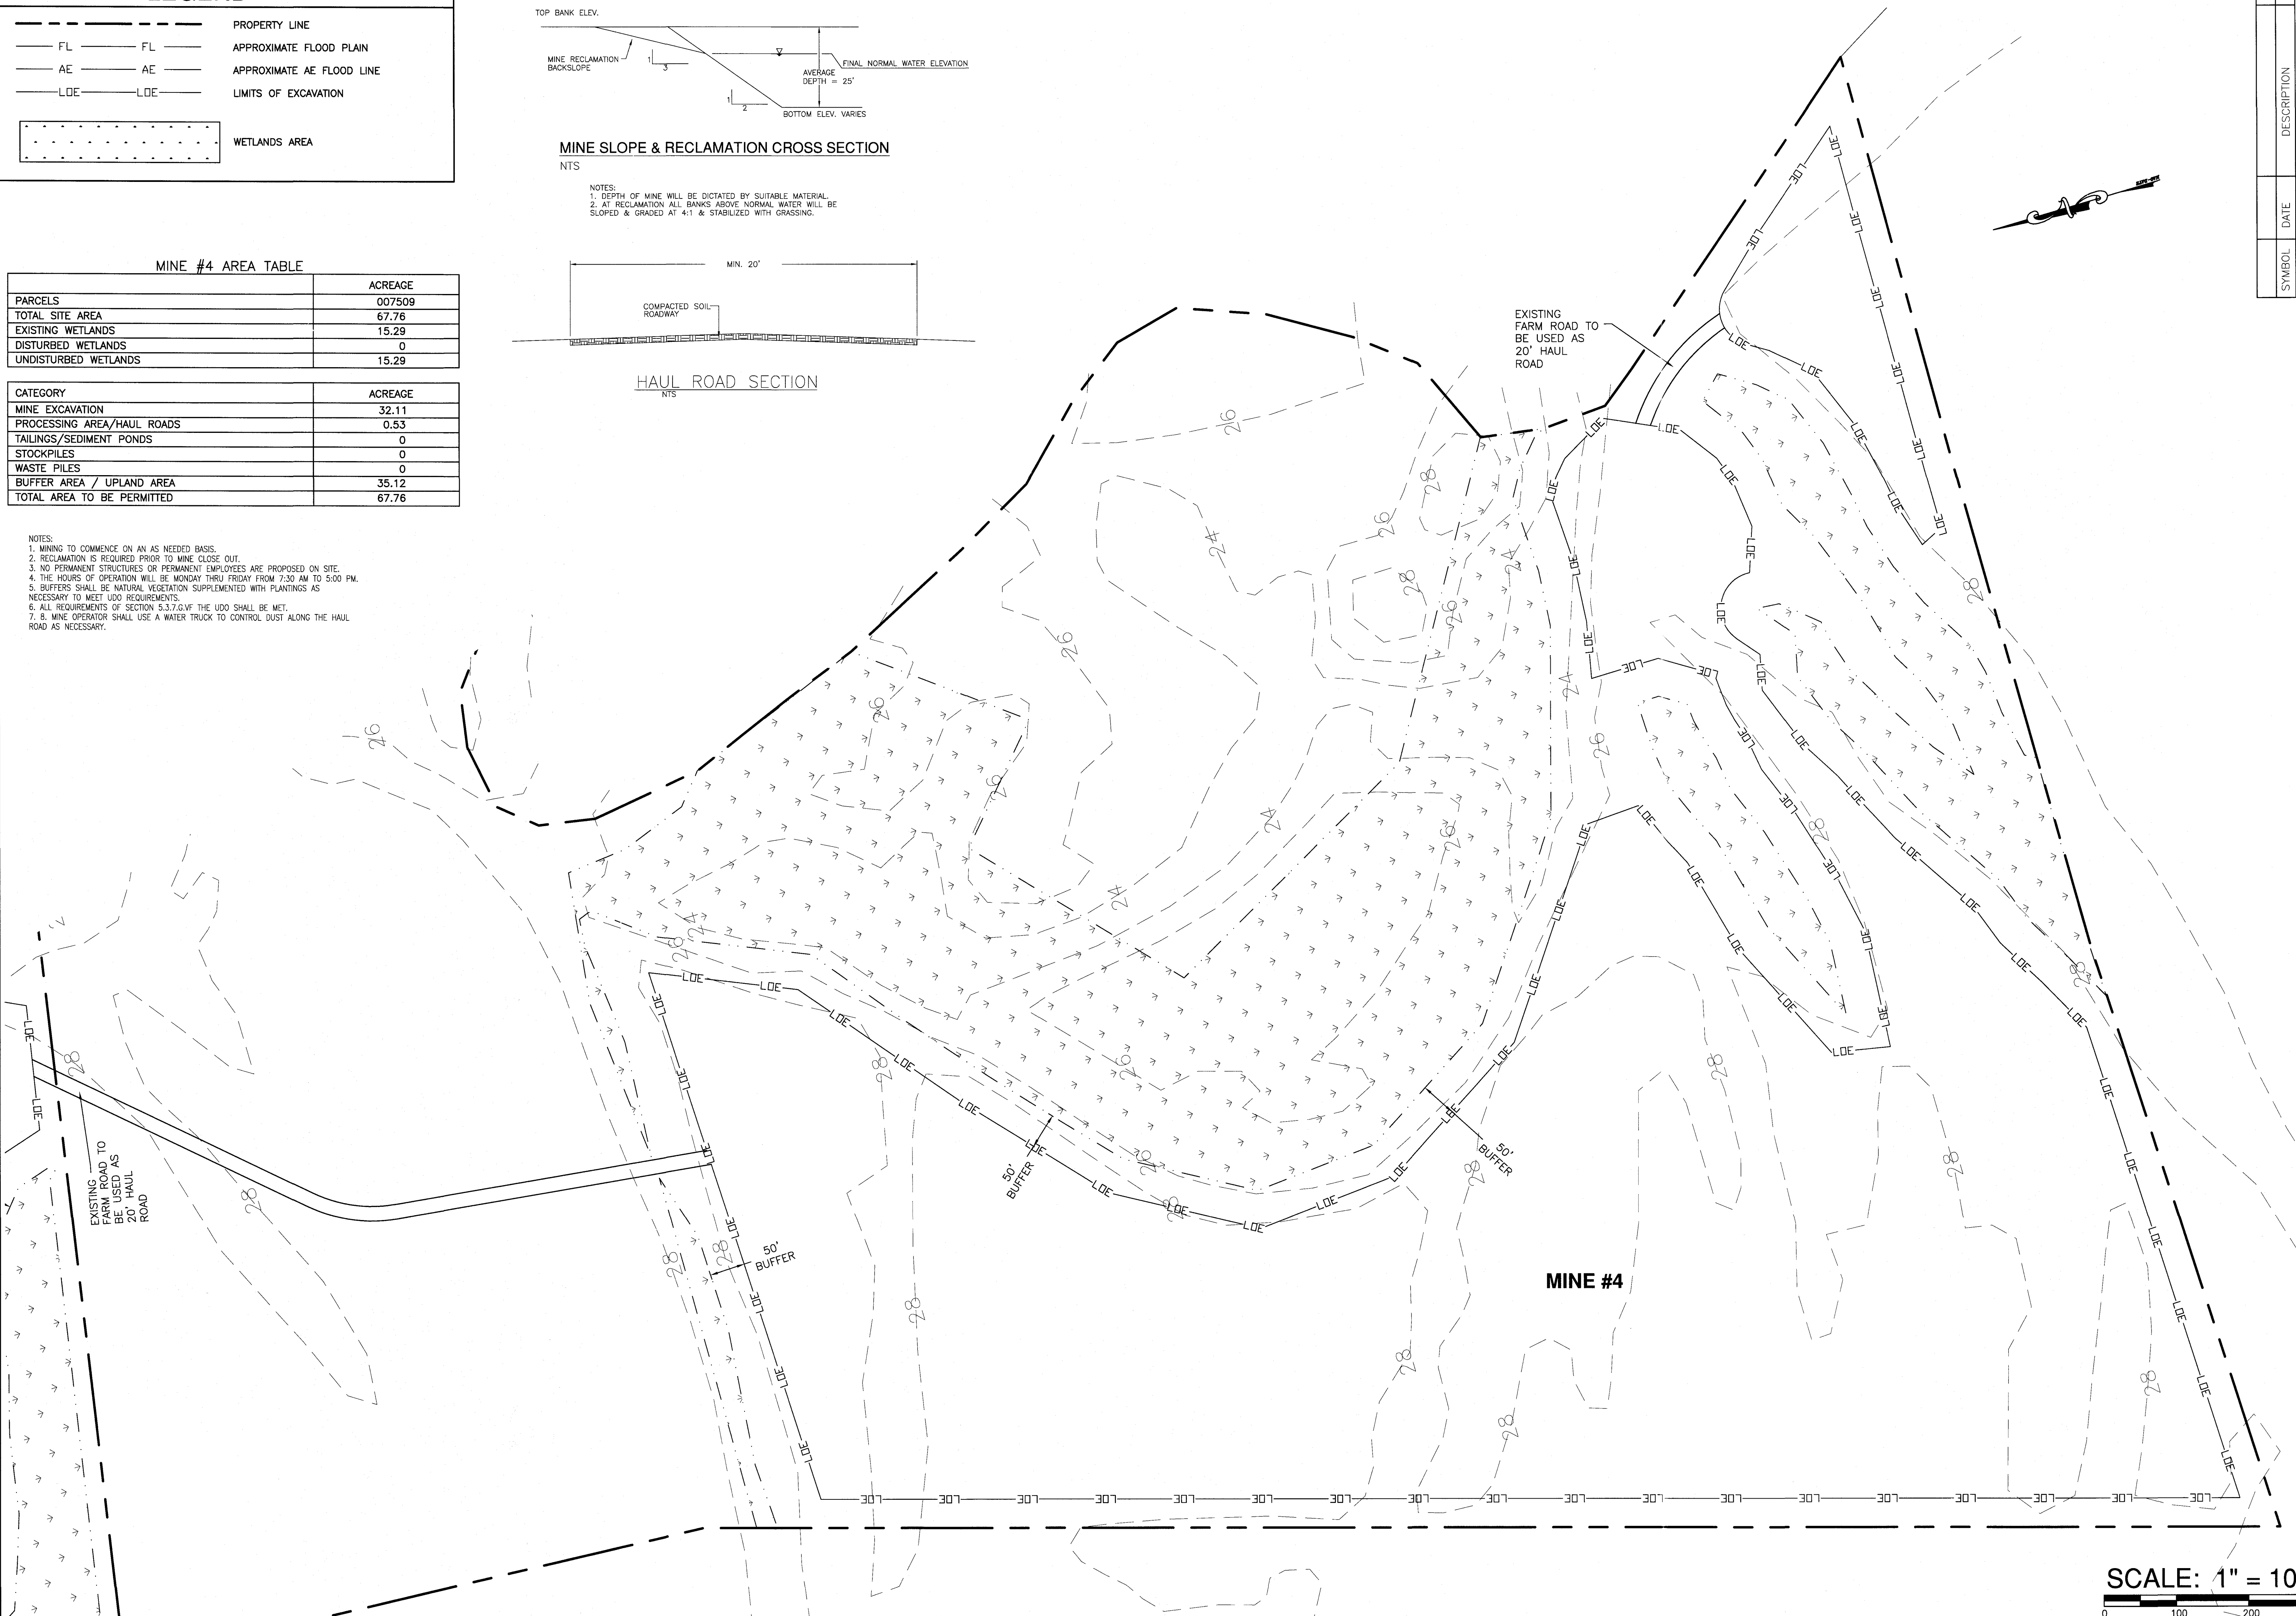 PROPERTY LINE
FL FL APPROXIMATE FLOOD PLAIN
AE AE APPROXIMATE AE FLOOD LINE
LOE LOE LIMITS OF EXCAVATION
WETLANDS AREA
TOP BANK ELEV.
MINE RECLAMATION
BACKSLOPE
1
3
FINAL NORMAL WATER ELEVATION
AVERAGE
DEPTH = 25'
1
2
BOTTOM ELEV. VARIES
MINE SLOPE & RECLAMATION CROSS SECTION
NTS
NOTES:
1. DEPTH OF MINE WILL BE DICTATED BY SUITABLE MATERIAL.
2. AT RECLAMATION ALL BANKS ABOVE NORMAL WATER WILL BE
SLOPED & GRADED AT 4:1 & STABILIZED WITH GRASSING.
MIN. 20'
COMPACTED SOIL
ROADWAY
HAUL ROAD SECTION
NTS
MINE #4 AREA TABLE
ACREAGE
PARCELS 007509
TOTAL SITE AREA 67.76
EXISTING WETLANDS 15.29
DISTURBED WETLANDS 0
UNDISTURBED WETLANDS 15.29
CATEGORY ACREAGE
MINE EXCAVATION 32.11
PROCESSING AREA/HAUL ROADS 0.53
TAILINGS/SEDIMENT PONDS 0
STOCKPILES 0
WASTE PILES 0
BUFFER AREA / UPLAND AREA 35.12
TOTAL AREA TO BE PERMITTED 67.76
NOTES:
1. MINING TO COMMENCE ON AN AS NEEDED BASIS.
2. RECLAMATION IS REQUIRED PRIOR TO MINE CLOSE OUT.
3. NO PERMANENT STRUCTURES OR PERMANENT EMPLOYEES ARE PROPOSED ON SITE.
4. THE HOURS OF OPERATION WILL BE MONDAY THRU FRIDAY FROM 7:30 AM TO 5:00 PM.
5. BUFFERS SHALL BE NATURAL VEGETATION SUPPLEMENTED WITH PLANTINGS AS
NECESSARY TO MEET UDO REQUIREMENTS.
6. ALL REQUIREMENTS OF SECTION 5.3.7.G.VF THE UDO SHALL BE MET.
7. 8. MINE OPERATOR SHALL USE A WATER TRUCK TO CONTROL DUST ALONG THE HAUL
ROAD AS NECESSARY.
EXISTING
FARM ROAD TO
BE USED AS
20' HAUL
ROAD
EXISTING
FARM ROAD TO
BE USED AS
20' HAUL
ROAD
50'
BUFFER
50'
BUFFER
50'
BUFFER
MINE #4
SYMBOL DATE DESCRIPTION
SCALE: 1" = 10
0 100 200